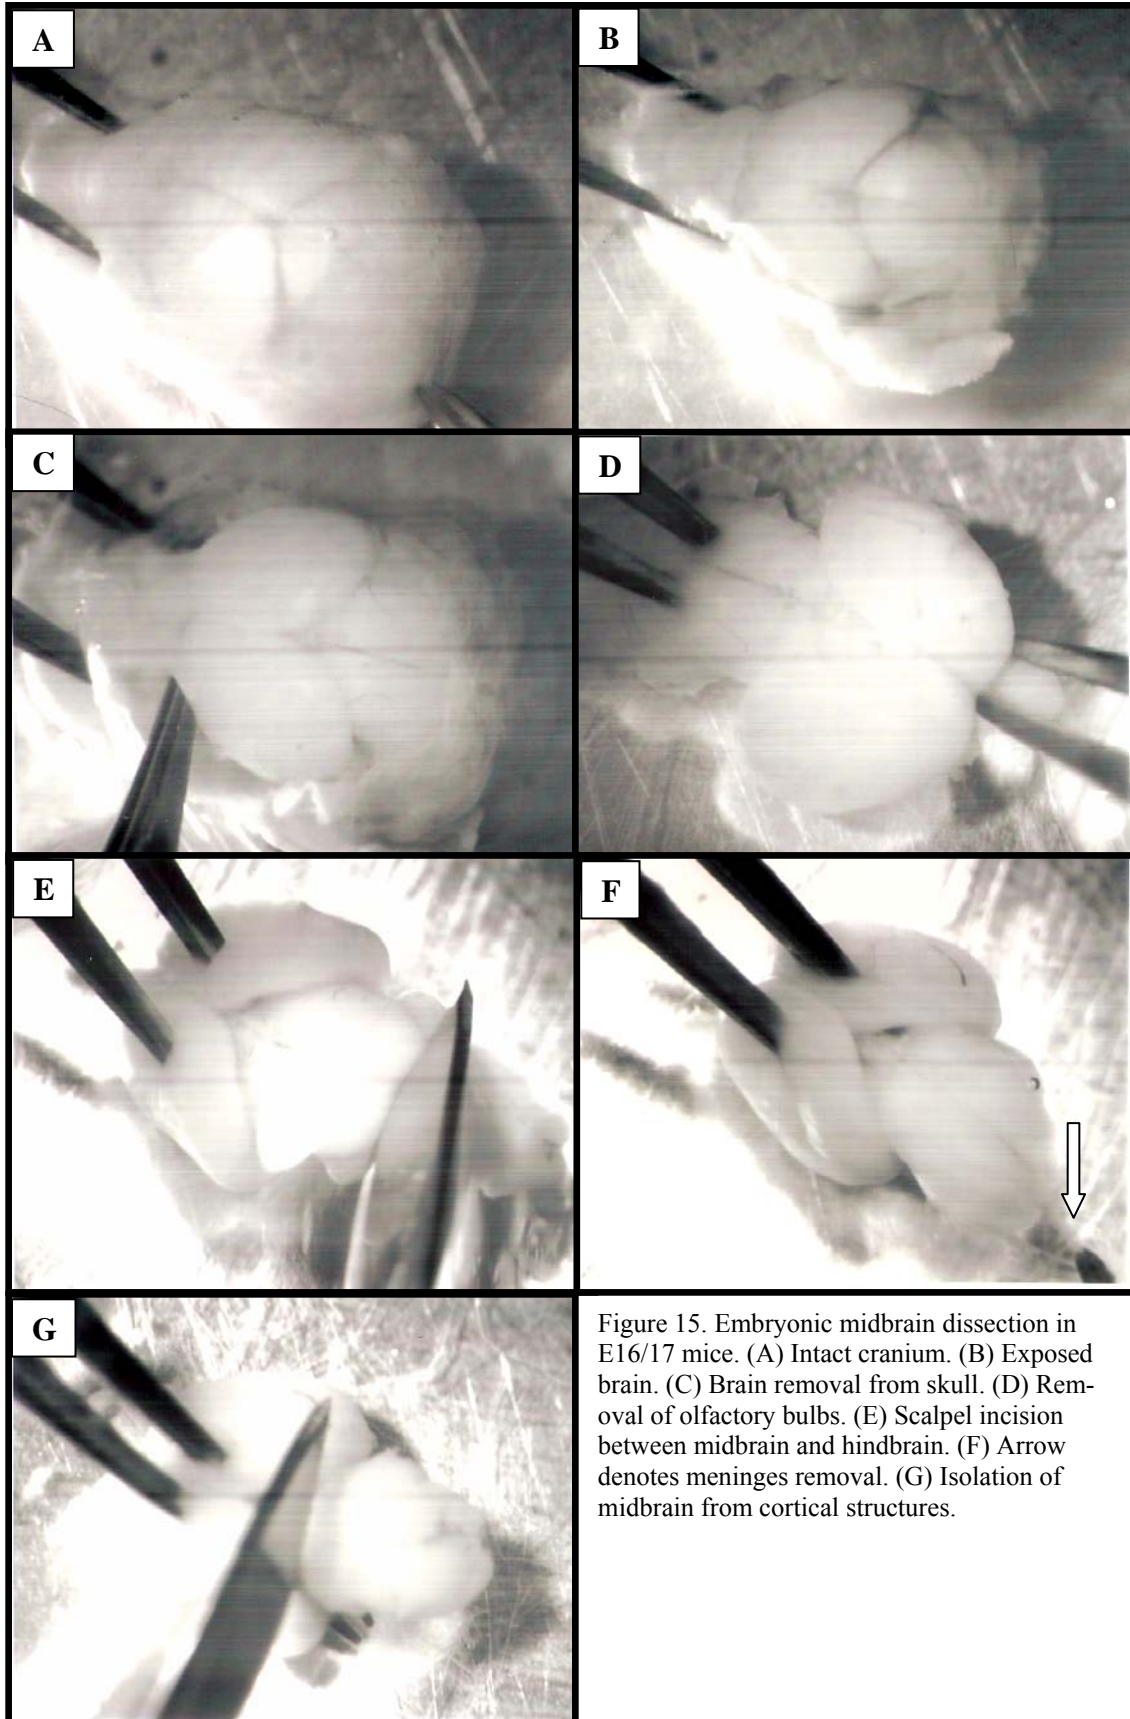 A
B
C
D
E
F
G
Figure 15. Embryonic midbrain dissection in
E16/17 mice. (A) Intact cranium. (B) Exposed
brain. (C) Brain removal from skull. (D) Rem-
oval of olfactory bulbs. (E) Scalpel incision
between midbrain and hindbrain. (F) Arrow
denotes meninges removal. (G) Isolation of
midbrain from cortical structures.